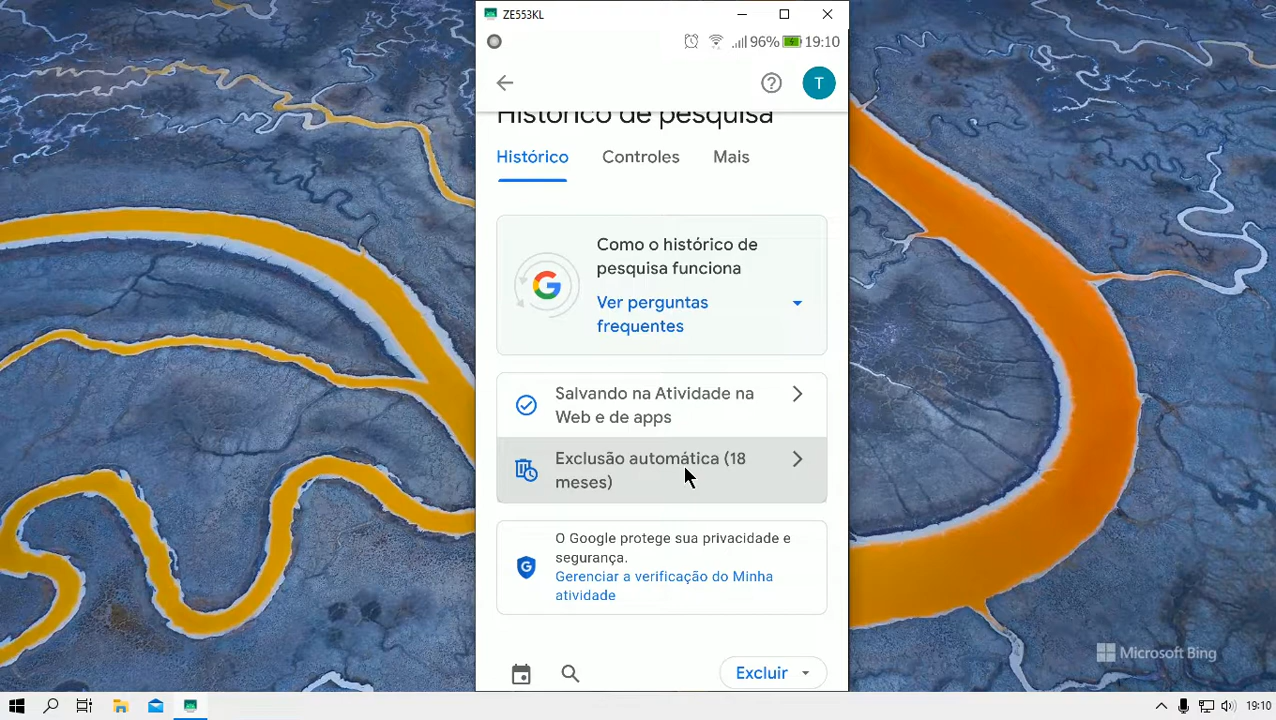 ZE553KL
96% 19:10
T
Histórico de pesquisa
Histórico Controles Mais
Como o histórico de
pesquisa funciona
Ver perguntas
frequentes
Salvando na Atividade na
Web e de apps
Exclusão automática (18
meses)
O Google protege sua privacidade e
segurança.
Gerenciar a verificação do Minha
atividade
Excluir
Microsoft Bing
19:10